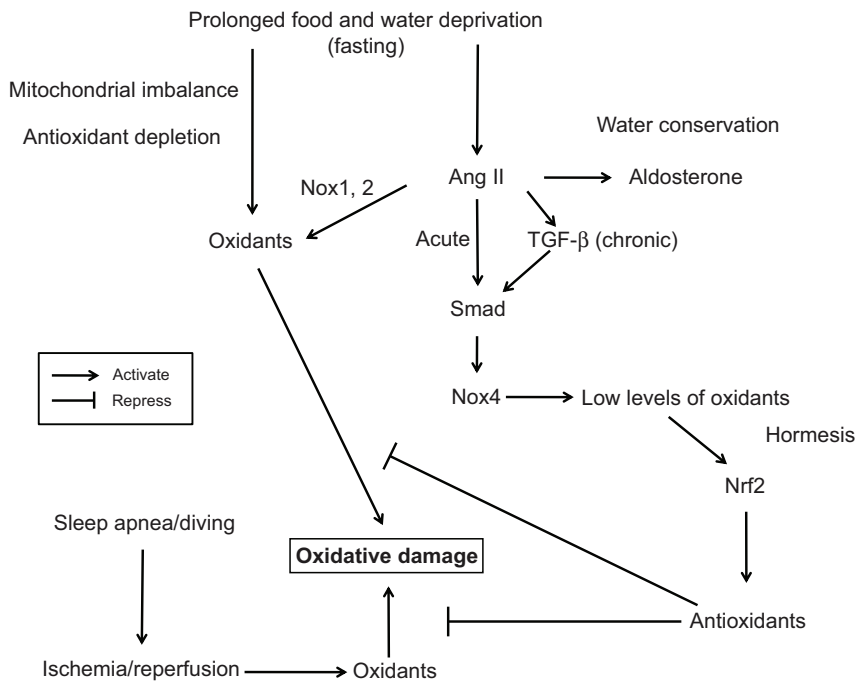 Prolonged food and water deprivation
(fasting)
Mitochondrial imbalance
Antioxidant depletion
Water conservation
Nox1, 2
Ang II
Aldosterone
Oxidants
Acute
TGF-β (chronic)
Smad
Activate
Repress
Nox4
Low levels of oxidants
Hormesis
Nrf2
Sleep apnea/diving
Oxidative damage
Antioxidants
Ischemia/reperfusion
Oxidants